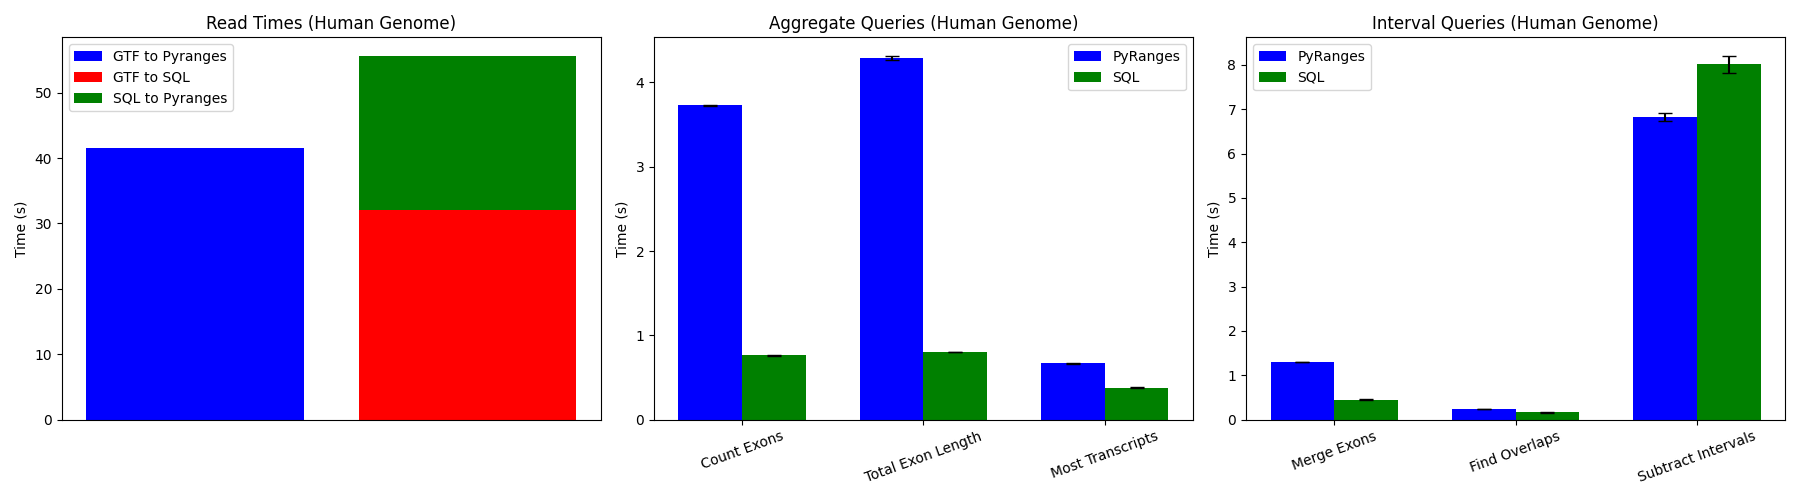 Read Times (Human Genome)
GTF to Pyranges
GTF to SQL
SQL to Pyranges
Time (s)
50
40
30
20
10
0
Aggregate Queries (Human Genome)
PyRanges
SQL
Time (s)
4
3
2
1
0
Count Exons
Total Exon Length
Most Transcripts
Interval Queries (Human Genome)
PyRanges
SQL
Time (s)
8
7
6
5
4
3
2
1
0
Merge Exons
Find Overlaps
Subtract Intervals